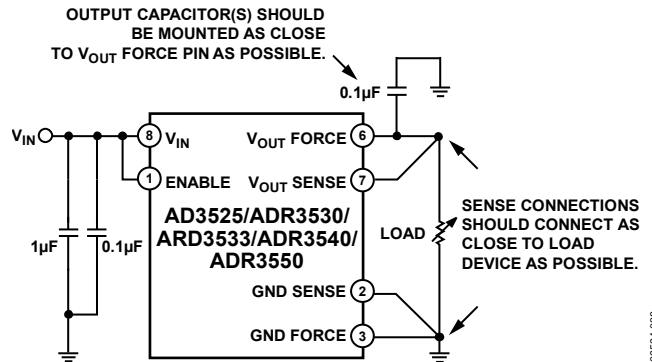 OUTPUT CAPACITOR(S) SHOULD
BE MOUNTED AS CLOSE
TO VOUT FORCE PIN AS POSSIBLE.
0.1µF
VIN
8
VIN
VOUT FORCE
6
1
ENABLE
VOUT SENSE
7
AD3525/ADR3530/
ARD3533/ADR3540/
ADR3550
1µF
0.1µF
LOAD
SENSE CONNECTIONS
SHOULD CONNECT AS
CLOSE TO LOAD
DEVICE AS POSSIBLE.
GND SENSE
2
GND FORCE
3